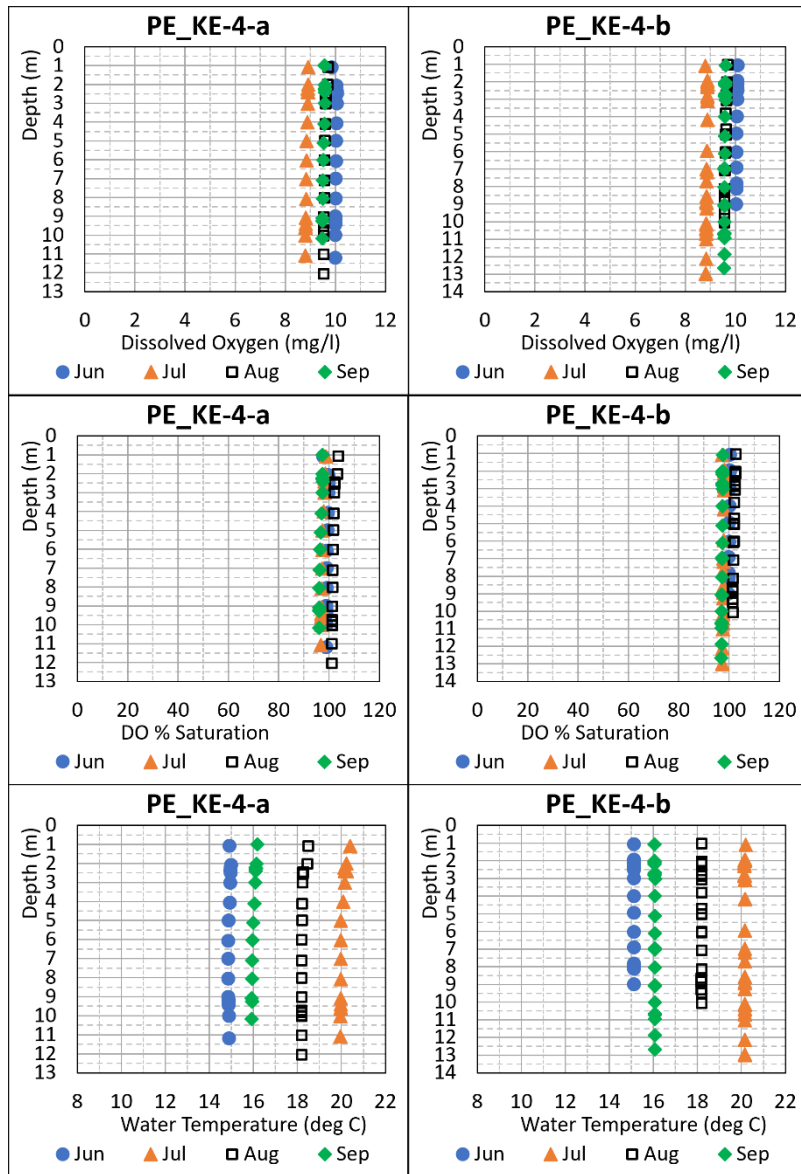 PE_KE-4-a
Depth (m)
0
1
2
3
4
5
6
7
8
9
10
11
12
13
0 2 4 6 8 10 12
Dissolved Oxygen (mg/l)
Jun Jul Aug Sep
PE_KE-4-b
Depth (m)
0
1
2
3
4
5
6
7
8
9
10
11
12
13
14
0 2 4 6 8 10 12
Dissolved Oxygen (mg/l)
Jun Jul Aug Sep
PE_KE-4-a
Depth (m)
0
1
2
3
4
5
6
7
8
9
10
11
12
13
0 20 40 60 80 100 120
DO % Saturation
Jun Jul Aug Sep
PE_KE-4-b
Depth (m)
0
1
2
3
4
5
6
7
8
9
10
11
12
13
14
0 20 40 60 80 100 120
DO % Saturation
Jun Jul Aug Sep
PE_KE-4-a
Depth (m)
0
1
2
3
4
5
6
7
8
9
10
11
12
13
8 10 12 14 16 18 20 22
Water Temperature (deg C)
Jun Jul Aug Sep
PE_KE-4-b
Depth (m)
0
1
2
3
4
5
6
7
8
9
10
11
12
13
14
8 10 12 14 16 18 20 22
Water Temperature (deg C)
Jun Jul Aug Sep